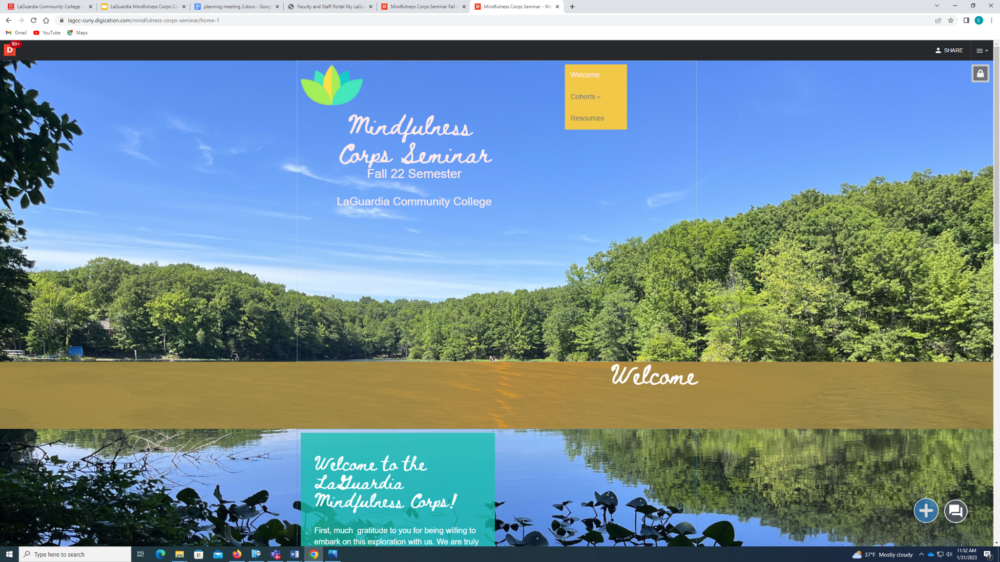 LaGuardia Community College -
LaGuardia Mindfulness Corps Co
planning meeting 2.docx - Googl
Faculty and Staff Portal My LaGu
Mindfulness Corps Seminar Fall 2
Mindfulness Corps Seminar - We
lagcc-cuny.digication.com/mindfulness-corps-seminar/home-1
E
Gmail
YouTube
Maps
D
99+
SHARE
Welcome
Cohorts
Resources
Mindfulness
Corps Seminar
Fall 22 Semester
LaGuardia Community College
Welcome
Welcome to the
LaGuardia
Mindfulness Corps!
First, much gratitude to you for being willing to
embark on this exploration with us. We are truly
Type here to search
9+
37°F Mostly cloudy
11:52 AM
1/31/2023
7